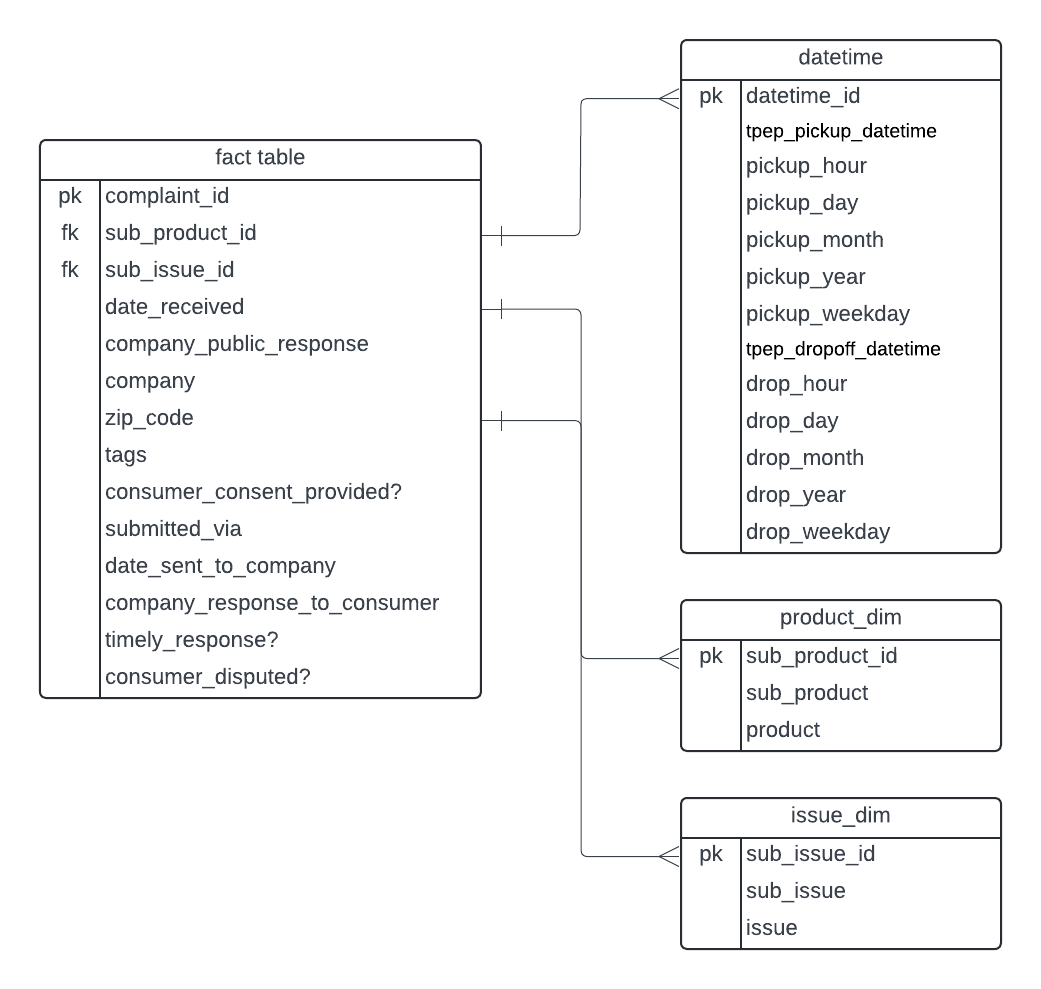 fact table
pk complaint_id
fk sub_product_id
fk sub_issue_id
date_received
company_public_response
company
zip_code
tags
consumer_consent_provided?
submitted_via
date_sent_to_company
company_response_to_consumer
timely_response?
consumer_disputed?
datetime
pk datetime_id
tpep_pickup_datetime
pickup_hour
pickup_day
pickup_month
pickup_year
pickup_weekday
tpep_dropoff_datetime
drop_hour
drop_day
drop_month
drop_year
drop_weekday
product_dim
pk sub_product_id
sub_product
product
issue_dim
pk sub_issue_id
sub_issue
issue